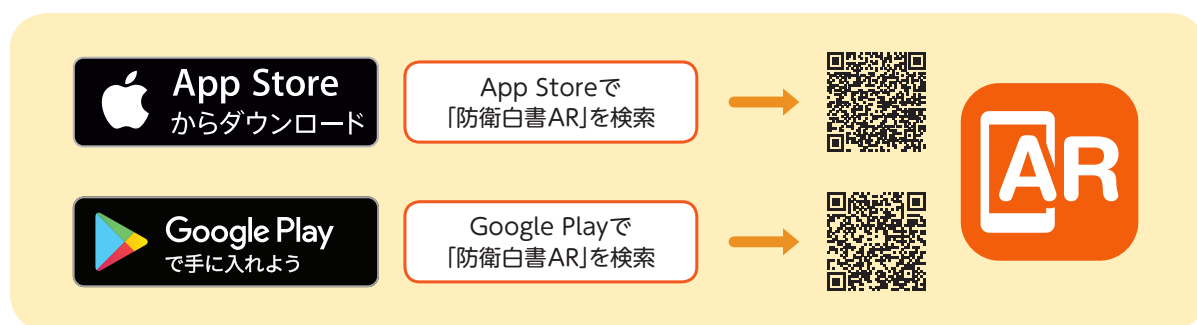 App Store
からダウンロード
App Storeで
「防衛白書AR」を検索
AR
Google Play
で手に入れよう
Google Playで
「防衛白書AR」を検索